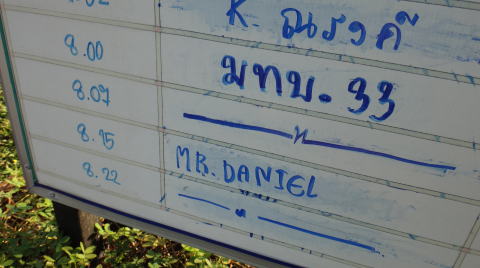 K. ณรงค์
8.00 มทบ. 33
8.07 —〃—
8.15 MR. DANIEL
8.22 —〃—